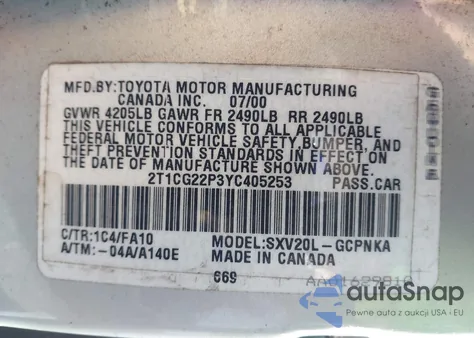 MFD.BY:TOYOTA MOTOR MANUFACTURING
CANADA INC. 07/00
GVWR 4205LB GAWR FR 2490LB RR 2490LB
THIS VEHICLE CONFORMS TO ALL APPLICABLE
FEDERAL MOTOR VEHICLE SAFETY,BUMPER, AND
THEFT PREVENTION STANDARDS IN EFFECT ON
THE DATE OF MANUFACTURE SHOWN ABOVE.
2T1CG22P3YC405253 PASS.CAR
C/TR:1C4/FA10 MODEL:SXV20L-GCPNKA
A/TM:-04A/A140E MADE IN CANADA
669
autaSnap
Pewne auta z aukcji USA i EU